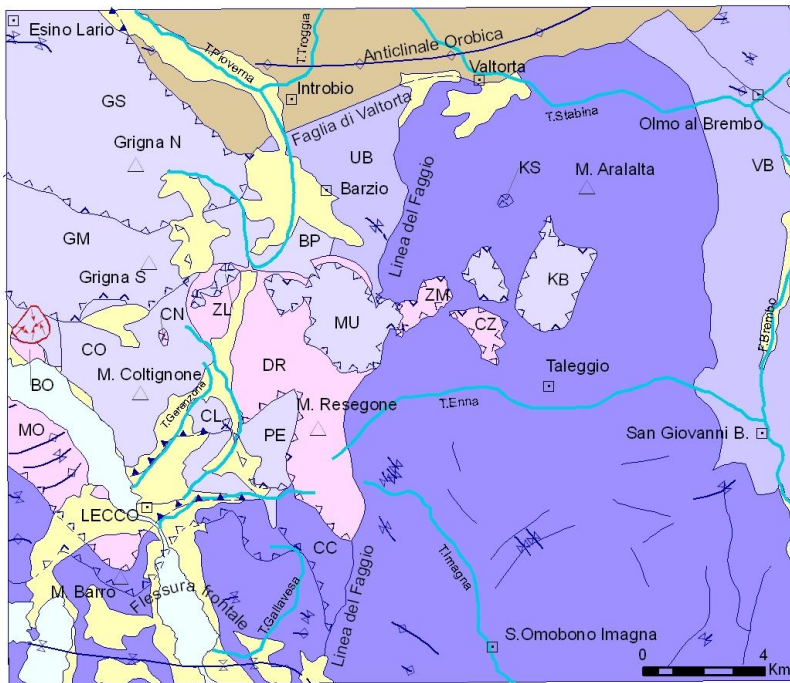 Esino Lario
T.Pioverna
T.Troggia
Anticlinale Orobica
Valtorta
Introbio
GS
Faglia di Valtorta
T.Stabina
Olmo al Brembo
Grigna N
UB
VB
KS
M. Aralalta
Barzio
Linea del Faggio
GM
BP
Grigna S
KB
ZM
CN
ZL
MU
CZ
F.Brembo
CO
DR
BO
M. Coltignone
Taleggio
T.Geranzona
M. Resegone
T.Enna
CL
MO
PE
San Giovanni B.
LECCO
CC
T.Imagna
M. Barro
Flessura frontale
T.Gallavesa
Linea del Faggio
S.Omobono Imagna
0 4
Km